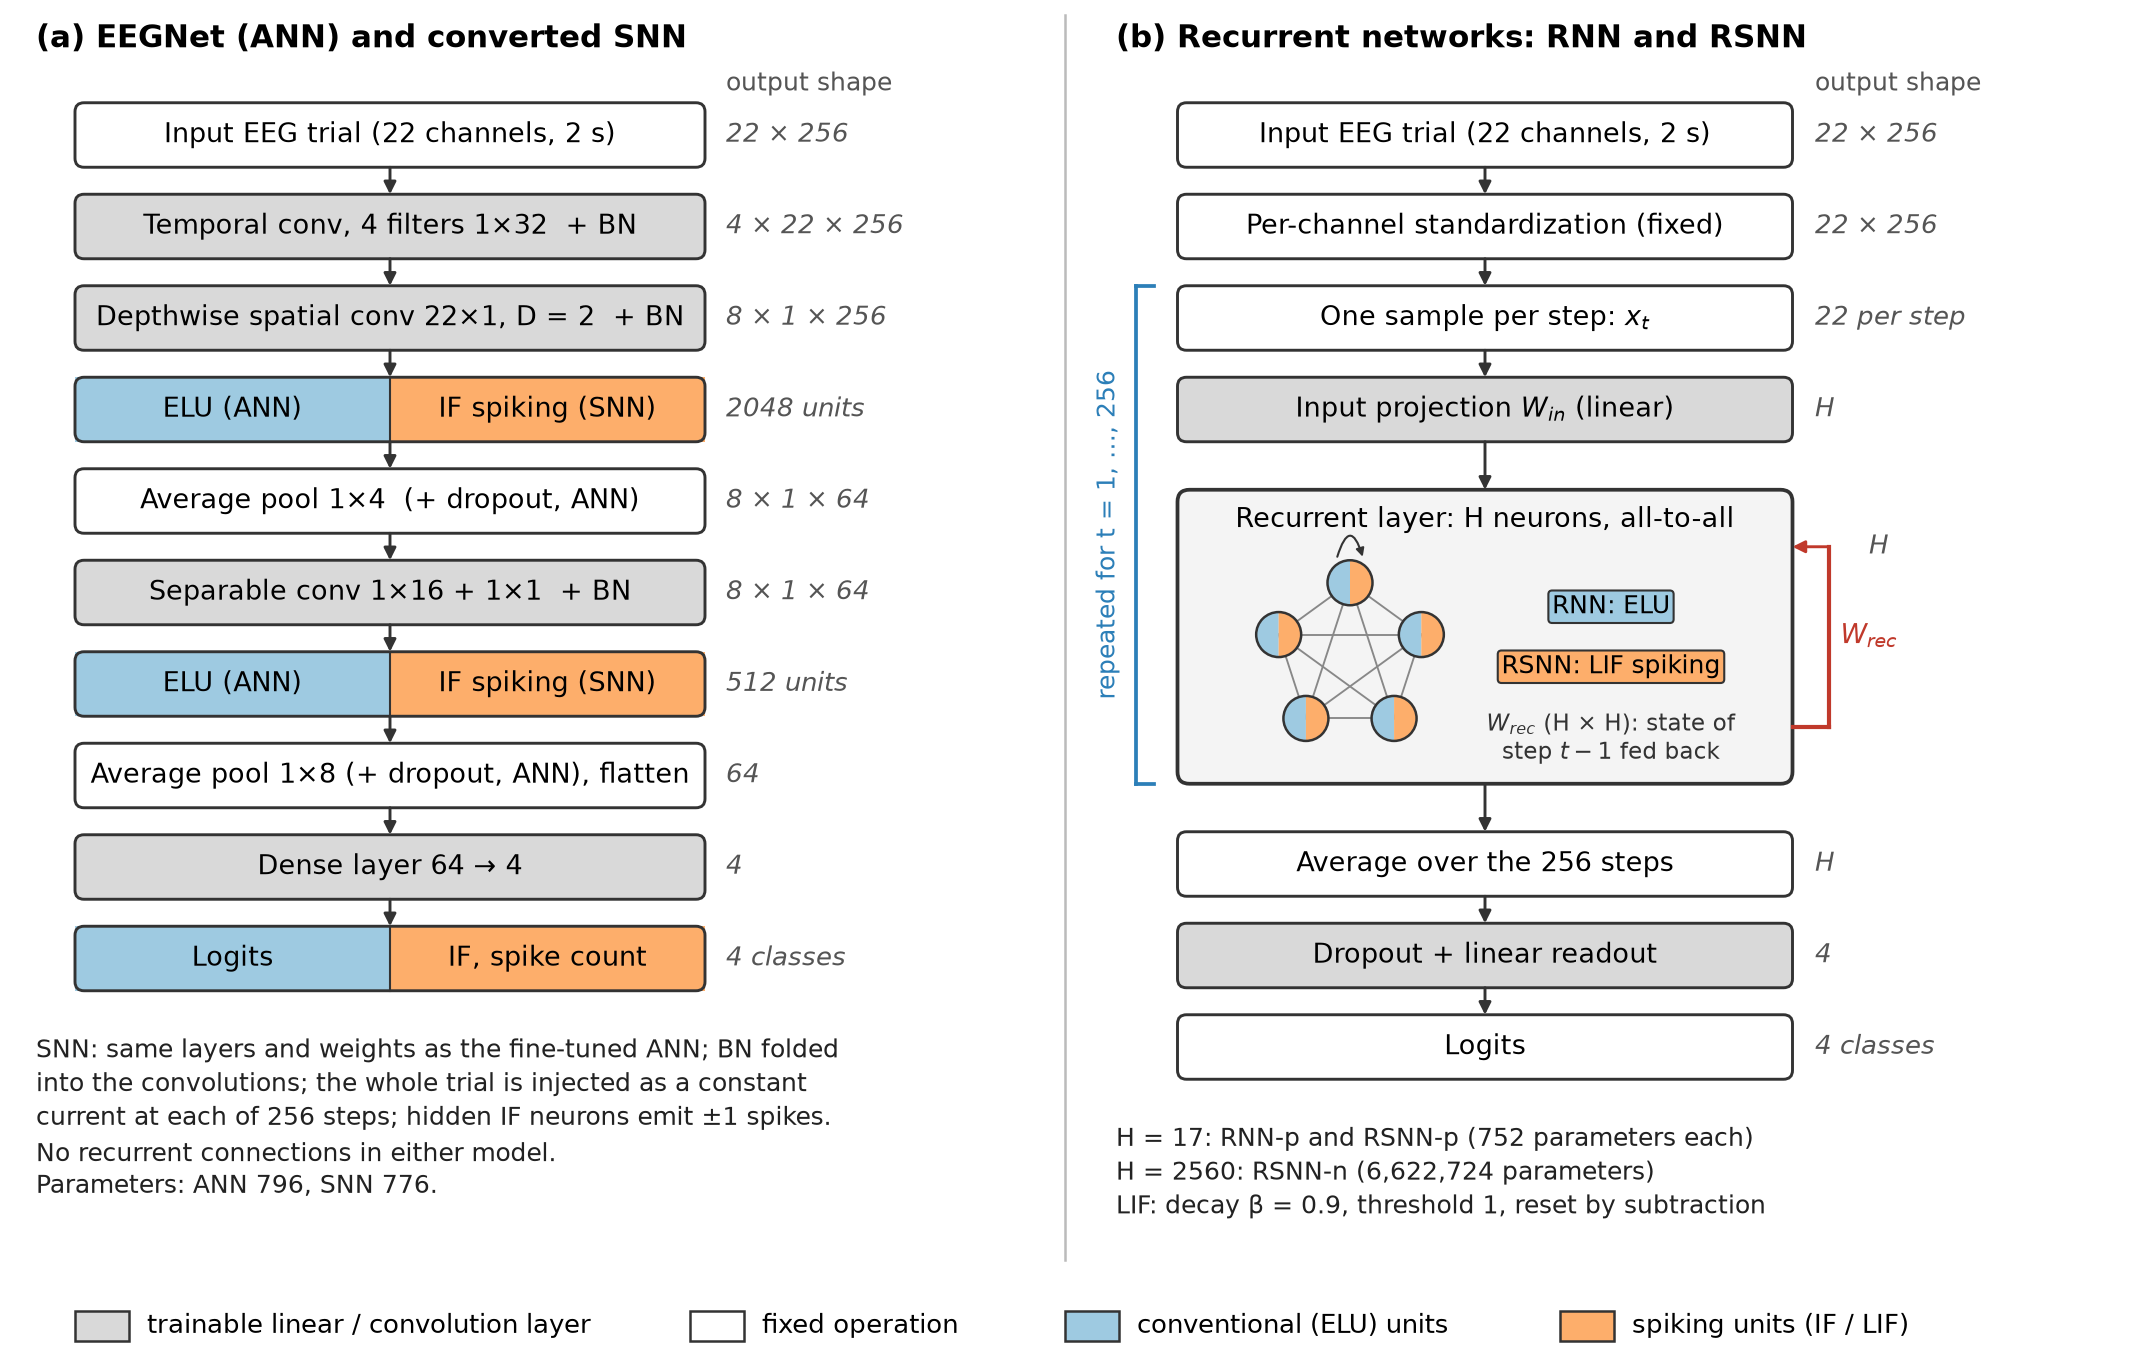 (a) EEGNet (ANN) and converted SNN
output shape
Input EEG trial (22 channels, 2 s)
22 × 256
Temporal conv, 4 filters 1×32 + BN
4 × 22 × 256
Depthwise spatial conv 22×1, D = 2 + BN
8 × 1 × 256
ELU (ANN)
IF spiking (SNN)
2048 units
Average pool 1×4 (+ dropout, ANN)
8 × 1 × 64
Separable conv 1×16 + 1×1 + BN
8 × 1 × 64
ELU (ANN)
IF spiking (SNN)
512 units
Average pool 1×8 (+ dropout, ANN), flatten
64
Dense layer 64 → 4
4
Logits
IF, spike count
4 classes
SNN: same layers and weights as the fine-tuned ANN; BN folded
into the convolutions; the whole trial is injected as a constant
current at each of 256 steps; hidden IF neurons emit ±1 spikes.
No recurrent connections in either model.
Parameters: ANN 796, SNN 776.
(b) Recurrent networks: RNN and RSNN
output shape
Input EEG trial (22 channels, 2 s)
22 × 256
Per-channel standardization (fixed)
22 × 256
One sample per step: x_t
22 per step
Input projection W_in (linear)
H
repeated for t = 1, ..., 256
Recurrent layer: H neurons, all-to-all
H
RNN: ELU
W_rec
RSNN: LIF spiking
W_rec (H × H): state of
step t − 1 fed back
Average over the 256 steps
H
Dropout + linear readout
4
Logits
4 classes
H = 17: RNN-p and RSNN-p (752 parameters each)
H = 2560: RSNN-n (6,622,724 parameters)
LIF: decay β = 0.9, threshold 1, reset by subtraction
trainable linear / convolution layer
fixed operation
conventional (ELU) units
spiking units (IF / LIF)